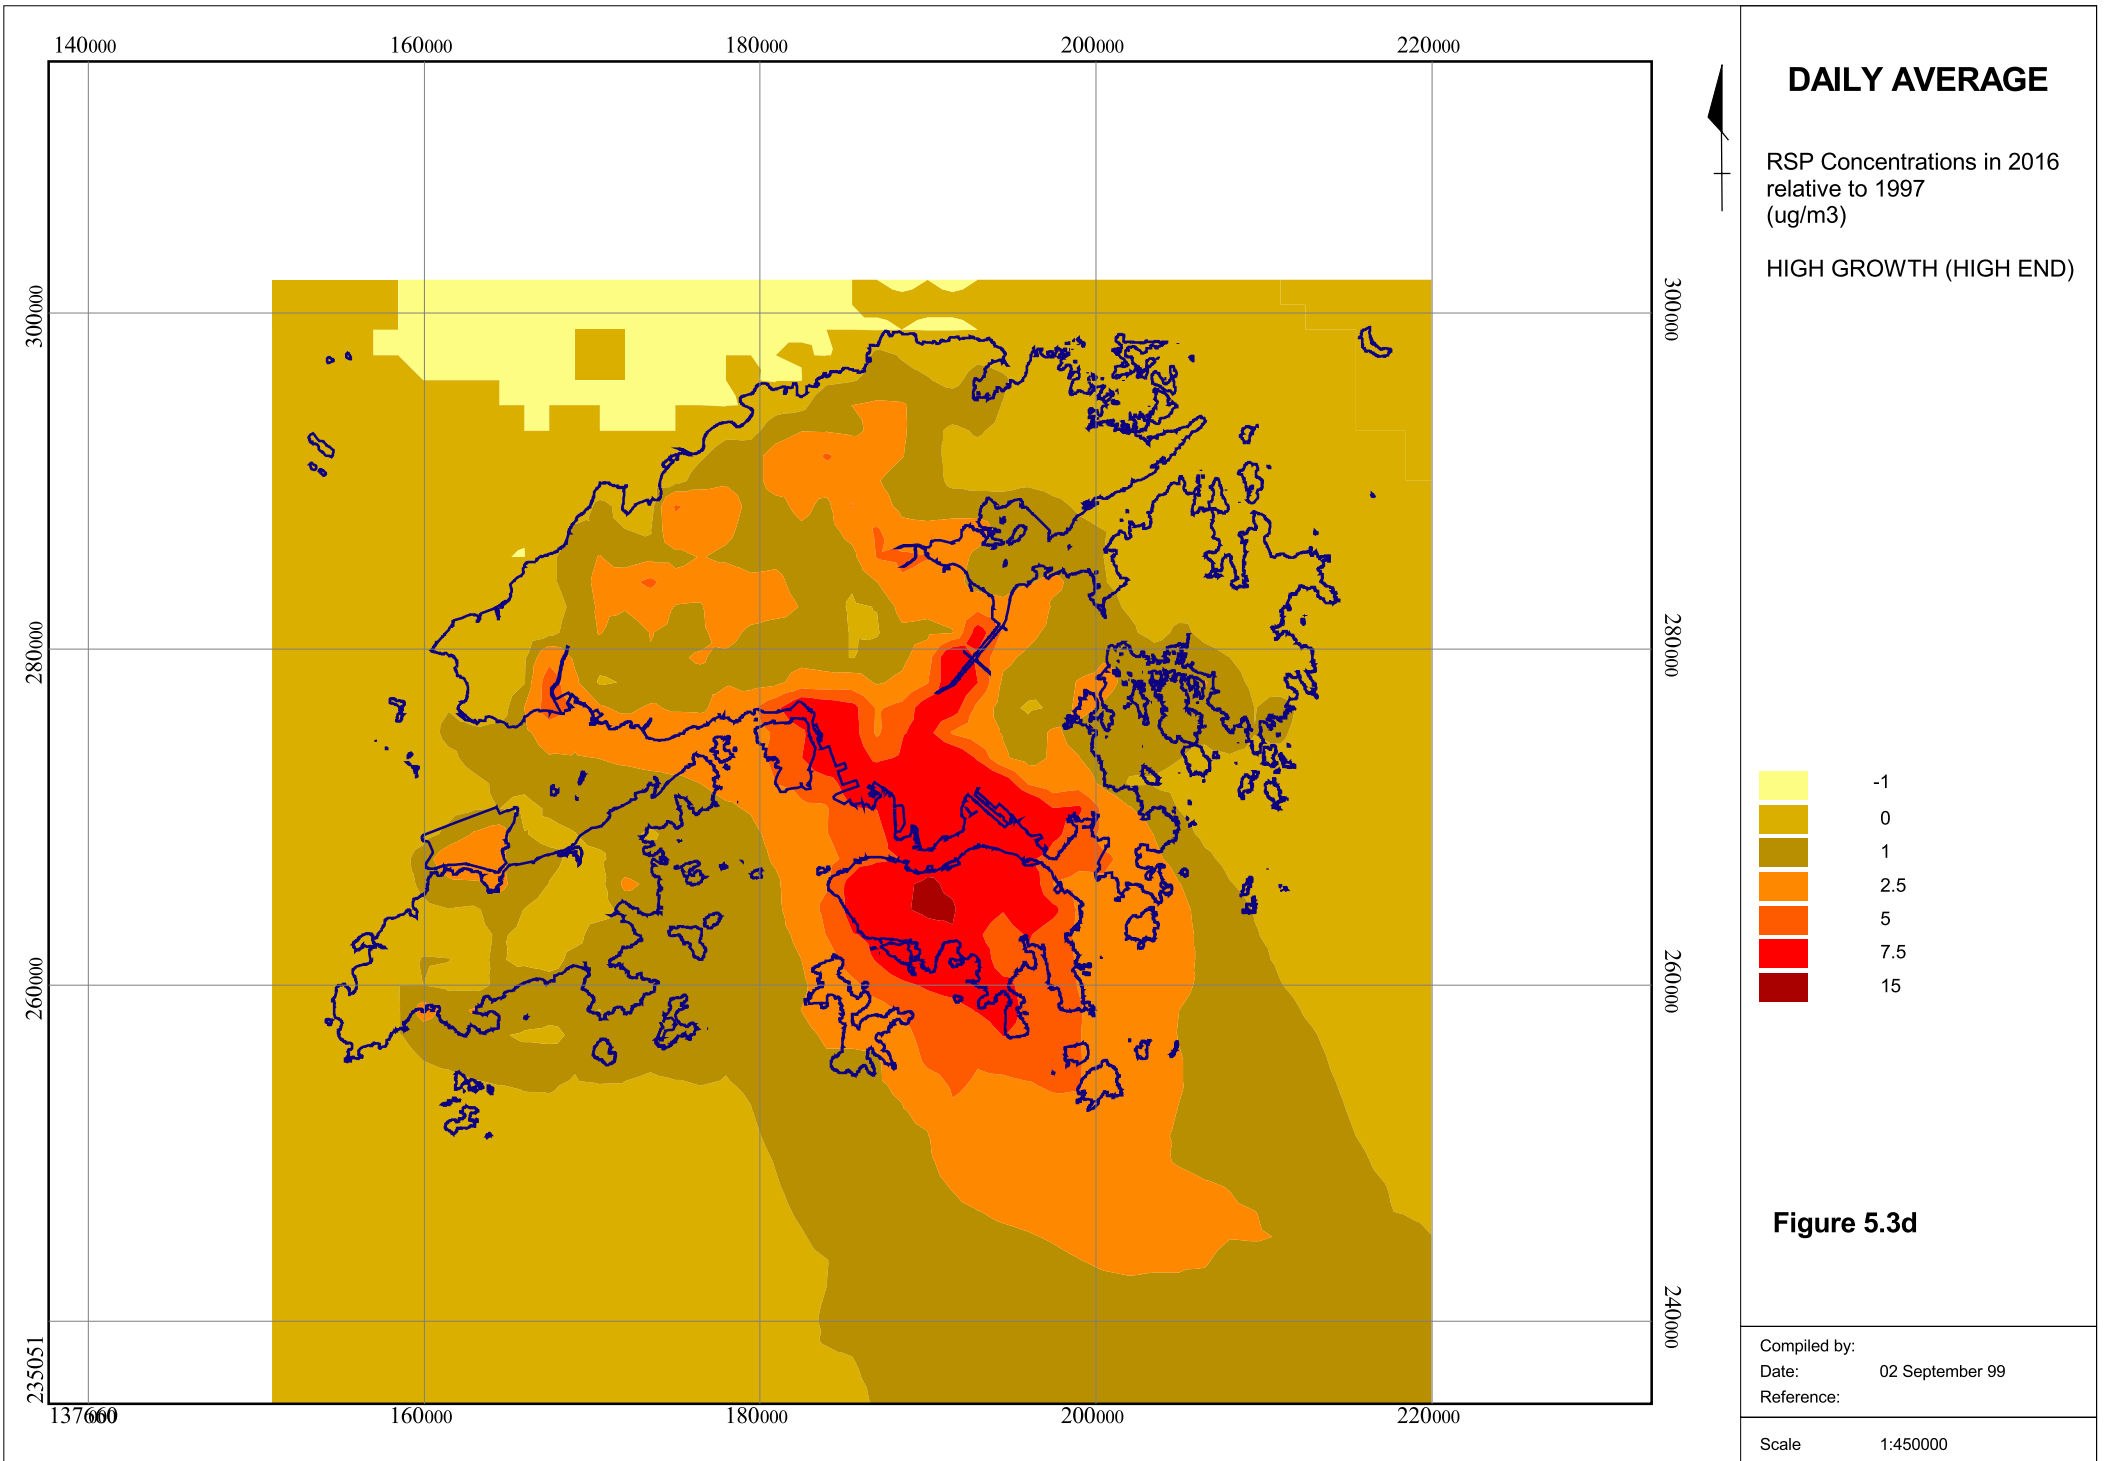 140000 160000 180000 200000 220000
DAILY AVERAGE
RSP Concentrations in 2016
relative to 1997
(ug/m3)
HIGH GROWTH (HIGH END)
300000 300000
280000 280000
260000 260000
240000
235051
-1
0
1
2.5
5
7.5
15
Figure 5.3d
Compiled by:
Date: 02 September 99
Reference:
Scale 1:450000
137660 160000 180000 200000 220000